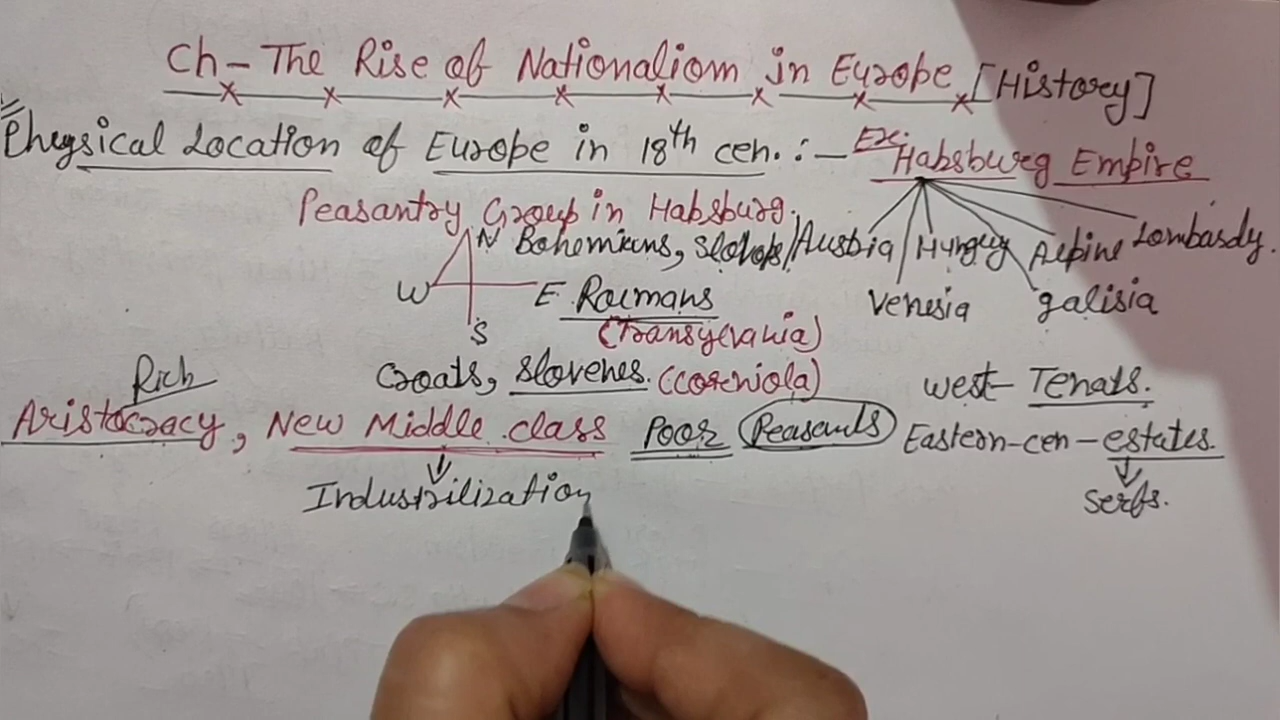 Ch - The Rise of Nationaliom in Europe [History]
Physical Location of Europe in 18th cen. :- Ex: Habsburg Empire
Peasantry Group in Habsburg.
N Bohemians, Slovaks/Austria / Hungry Alpine Lombardy.
W E Roumans Venesia galisia
S (Transylvania)
Rich Croats, slovenes. (Carniola) west - Tenats.
Aristocracy, New Middle class Poor Peasants Eastern-cen - estates.
Industrilization serfs.